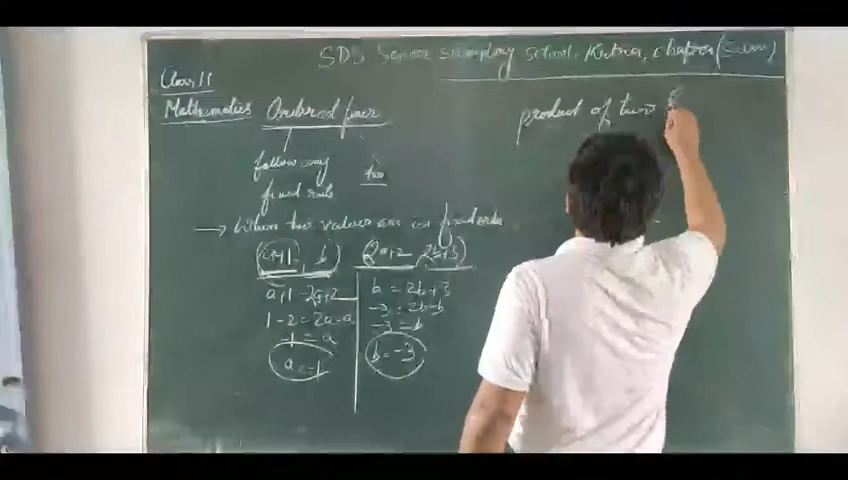 SDS Senior Secondary School, Kutina, Chapra (Saran)
Class 11
Mathematics Ordered pair
product of two
follow any
fixed rule
two
→ When two values are in fixed order
(a+1, b) (2a+2, 2b+3)
a+1 = 2a+2
b = 2b+3
1-2 = 2a-a
-3 = 2b-b
-1 = a
-3 = b
a = -1
b = -3